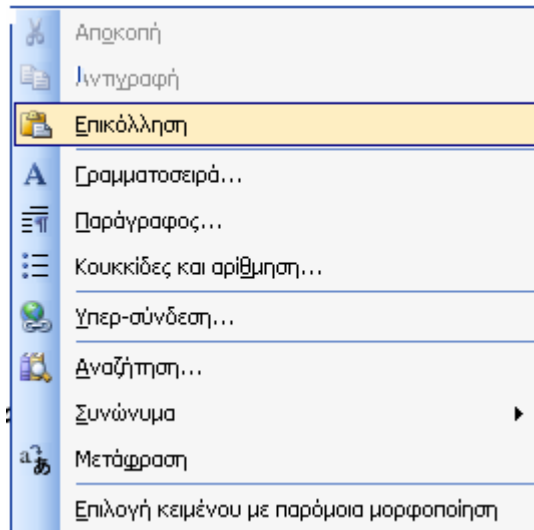 Αποκοπή
Αντιγραφή
Επικόλληση
Γραμματοσειρά...
Παράγραφος...
Κουκκίδες και αρίθμηση...
Υπερ-σύνδεση...
Αναζήτηση...
Συνώνυμα
Μετάφραση
Επιλογή κειμένου με παρόμοια μορφοποίηση